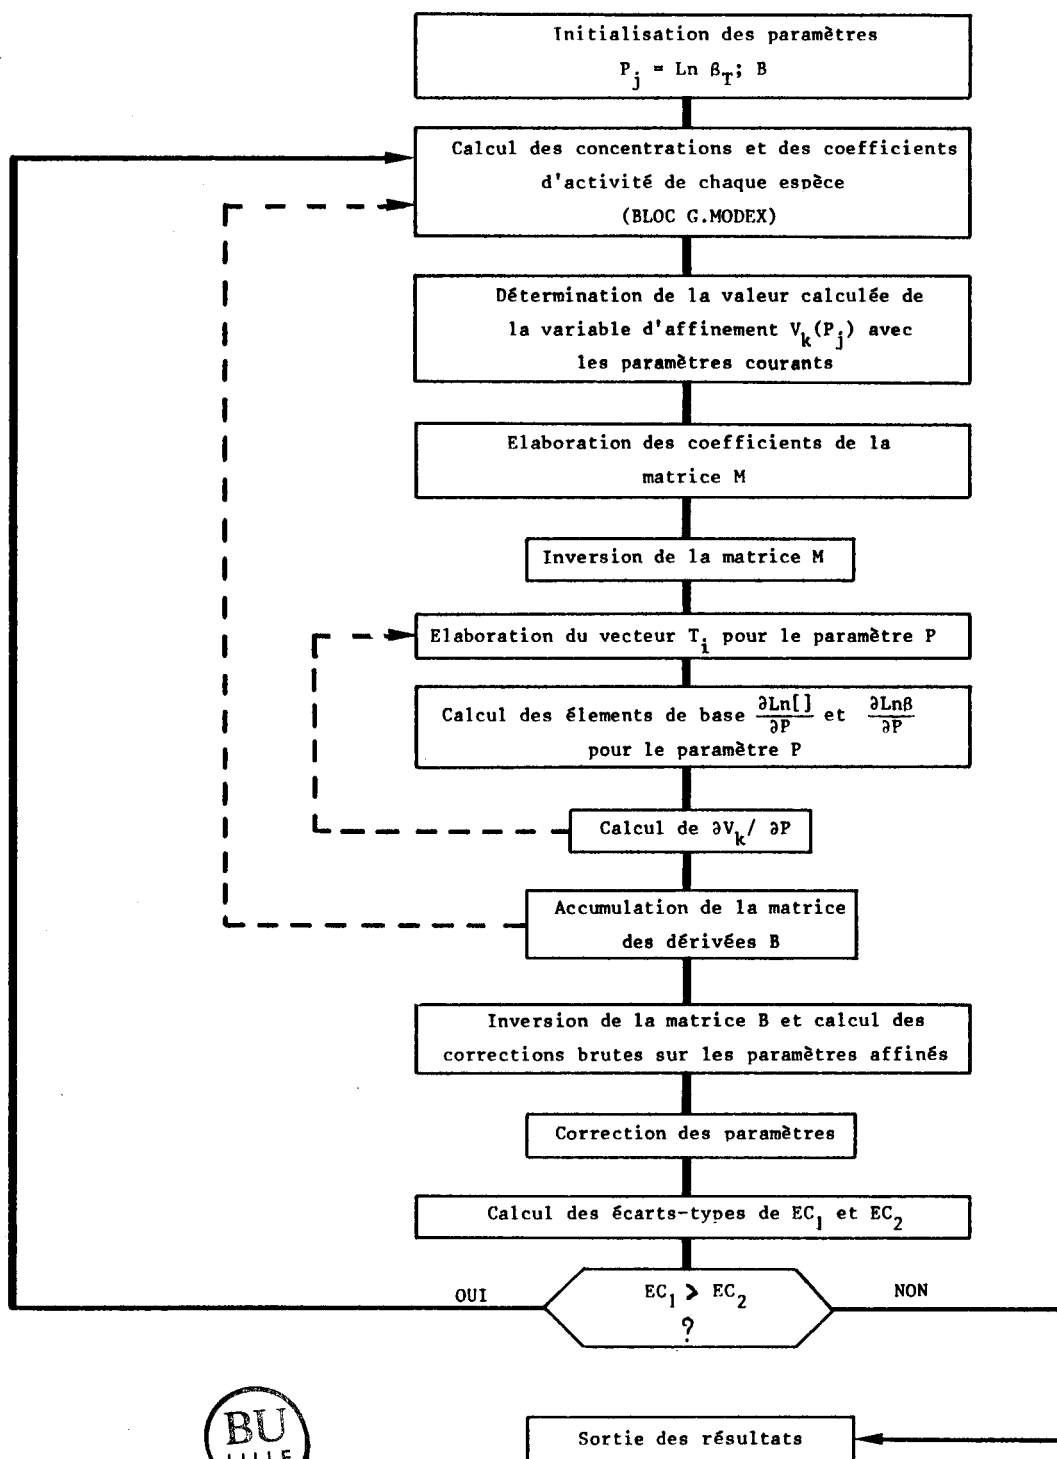 Initialisation des paramètres
P_j = Ln β_T; B
Calcul des concentrations et des coefficients
d'activité de chaque espèce
(BLOC G.MODEX)
Détermination de la valeur calculée de
la variable d'affinement V_k(P_j) avec
les paramètres courants
Elaboration des coefficients de la
matrice M
Inversion de la matrice M
Elaboration du vecteur T_i pour le paramètre P
Calcul des élements de base ∂Ln[]/∂P et ∂Lnβ/∂P
pour le paramètre P
Calcul de ∂V_k/ ∂P
Accumulation de la matrice
des dérivées B
Inversion de la matrice B et calcul des
corrections brutes sur les paramètres affinés
Correction des paramètres
Calcul des écarts-types de EC_1 et EC_2
OUI
EC_1 > EC_2
?
NON
BU
LILLE
Sortie des résultats